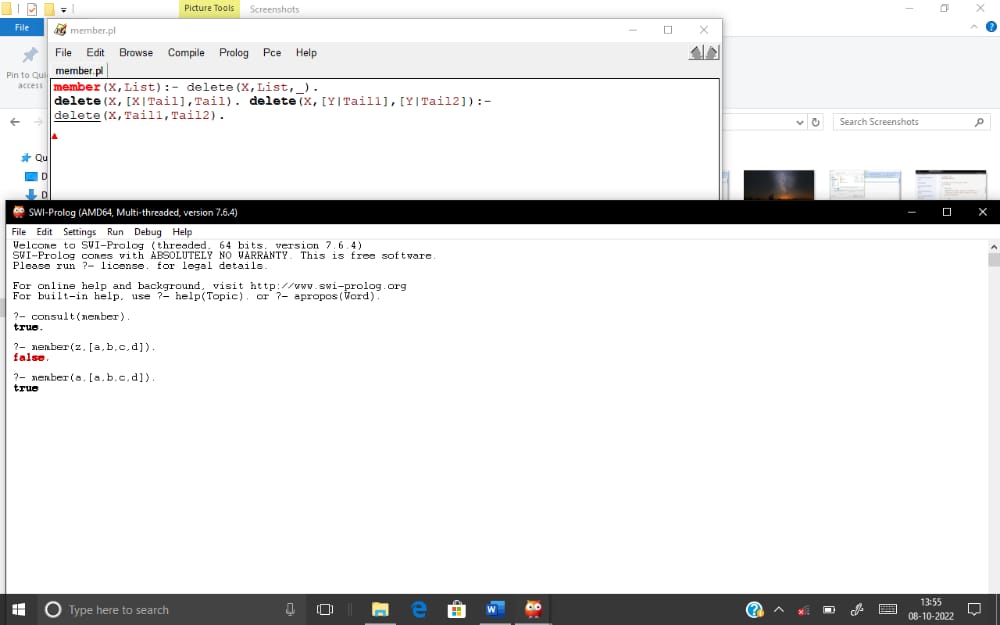 Picture Tools
Screenshots
File
Pin to Qui
access
member.pl
File Edit Browse Compile Prolog Pce Help
member.pl
member(X,List):- delete(X,List,_).
delete(X,[X|Tail],Tail). delete(X,[Y|Tail1],[Y|Tail2]):-
delete(X,Tail1,Tail2).
Search Screenshots
Qu
D
D
SWI-Prolog (AMD64, Multi-threaded, version 7.6.4)
File Edit Settings Run Debug Help
Welcome to SWI-Prolog (threaded, 64 bits, version 7.6.4)
SWI-Prolog comes with ABSOLUTELY NO WARRANTY. This is free software.
Please run ?- license. for legal details.
For online help and background, visit http://www.swi-prolog.org
For built-in help, use ?- help(Topic). or ?- apropos(Word).
?- consult(member).
true.
?- member(z,[a,b,c,d]).
false.
?- member(a,[a,b,c,d]).
true
Type here to search
13:55
08-10-2022